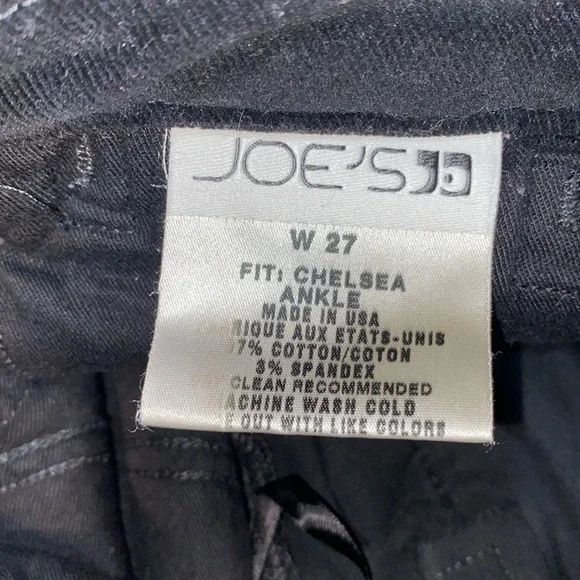 JOE'S
W 27
FIT: CHELSEA
ANKLE
MADE IN USA
RIQUE AUX ETATS-UNIS
97% COTTON/COTON
3% SPANDEX
CLEAN RECOMMENDED
ACHINE WASH COLD
E OUT WITH LIKE COLORS